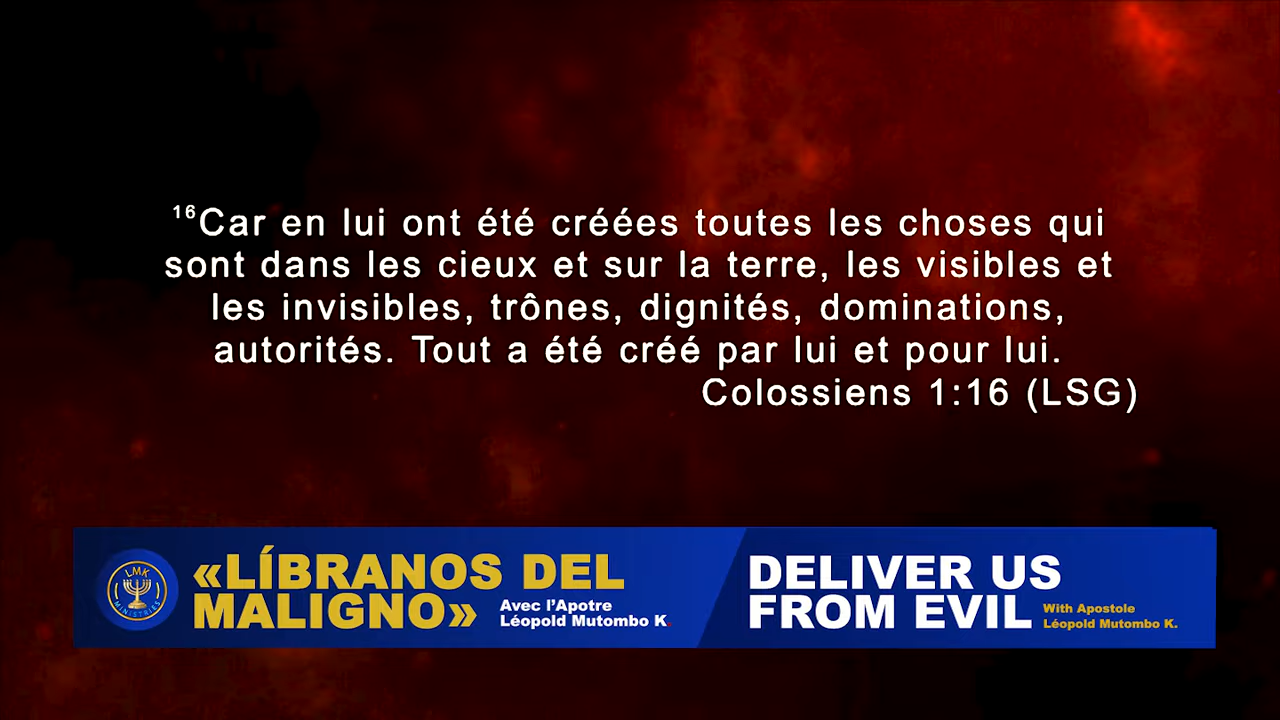 16Car en lui ont été créées toutes les choses qui
sont dans les cieux et sur la terre, les visibles et
les invisibles, trônes, dignités, dominations,
autorités. Tout a été créé par lui et pour lui.
Colossiens 1:16 (LSG)
LMK
MINISTRIES
«LÍBRANOS DEL
MALIGNO»
Avec l'Apotre
Léopold Mutombo K.
DELIVER US
FROM EVIL
With Apostole
Léopold Mutombo K.